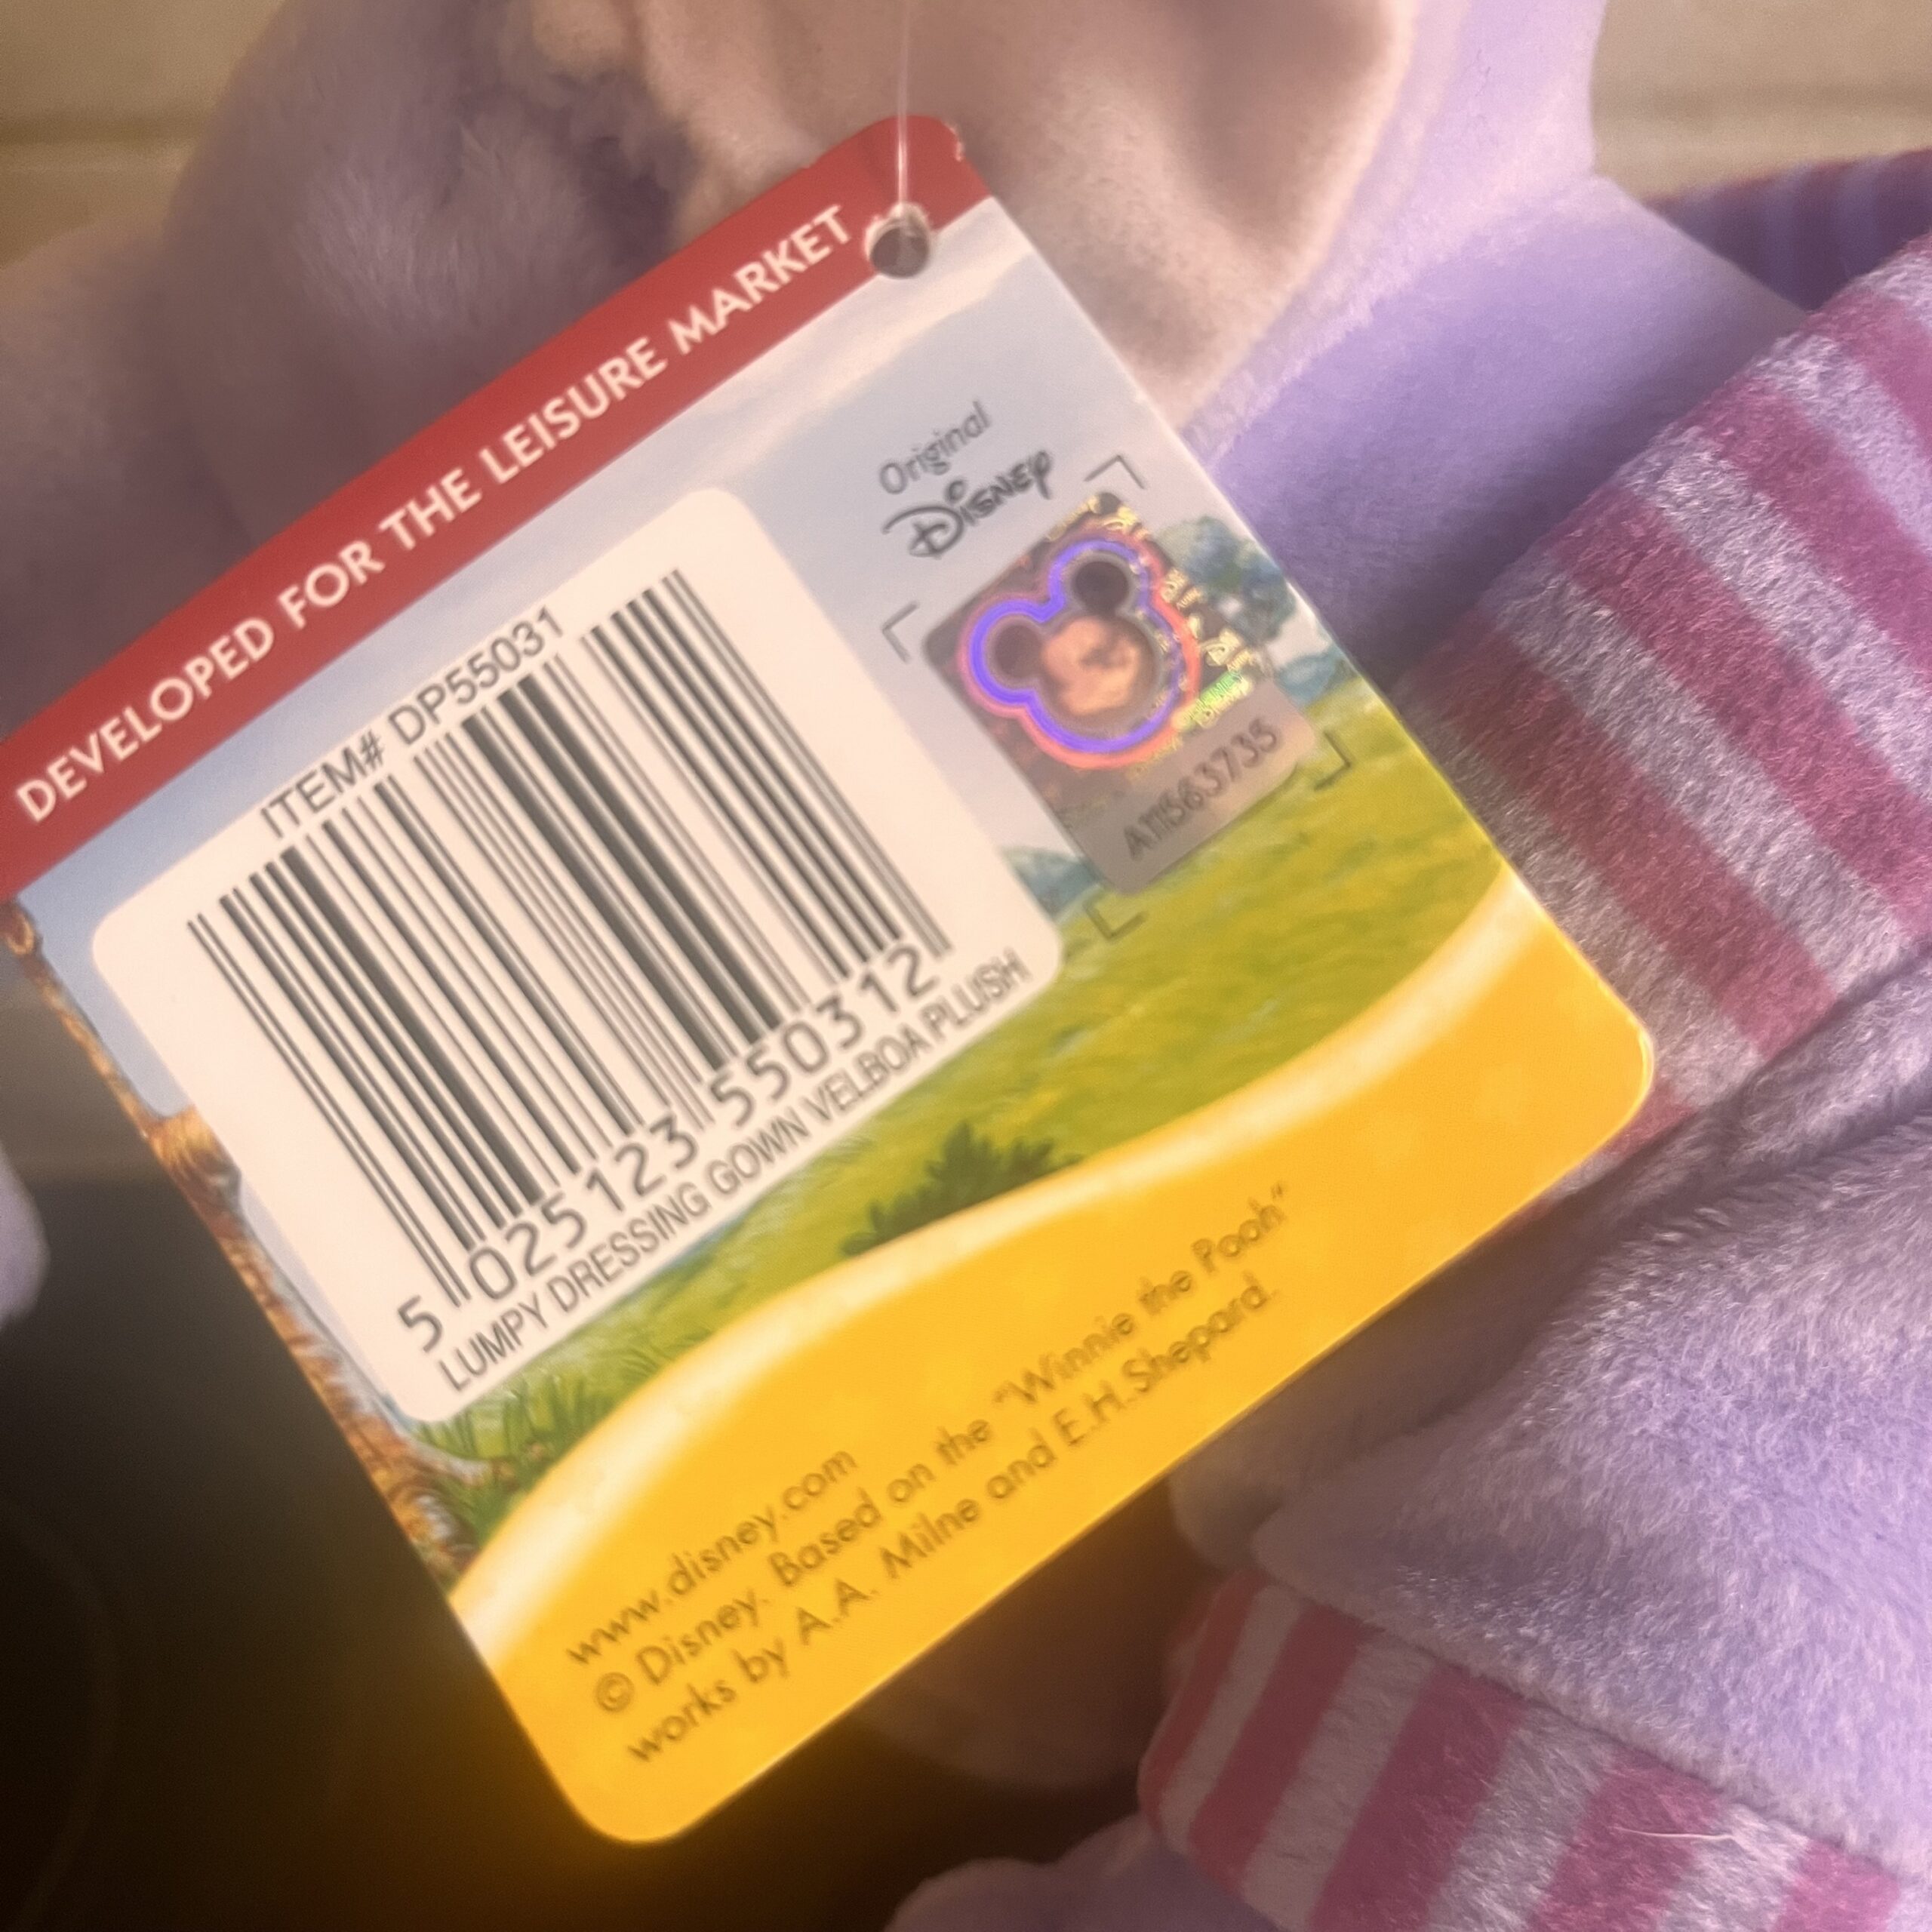 DEVELOPED FOR THE LEISURE MARKET
Original
Disney
ITEM# DP55031
A11563735
5 025123 550312
LUMPY DRESSING GOWN VELBOA PLUSH
www.disney.com
© Disney. Based on the "Winnie the Pooh"
works by A.A. Milne and E.H.Shepard.